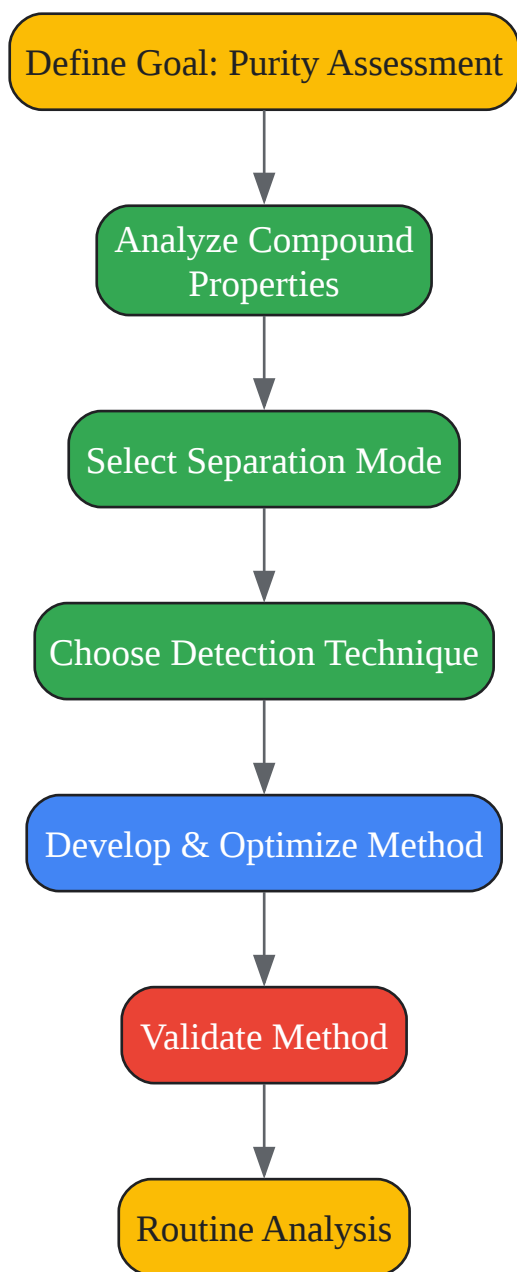 Define Goal: Purity Assessment
Analyze Compound
Properties
Select Separation Mode
Choose Detection Technique
Develop & Optimize Method
Validate Method
Routine Analysis